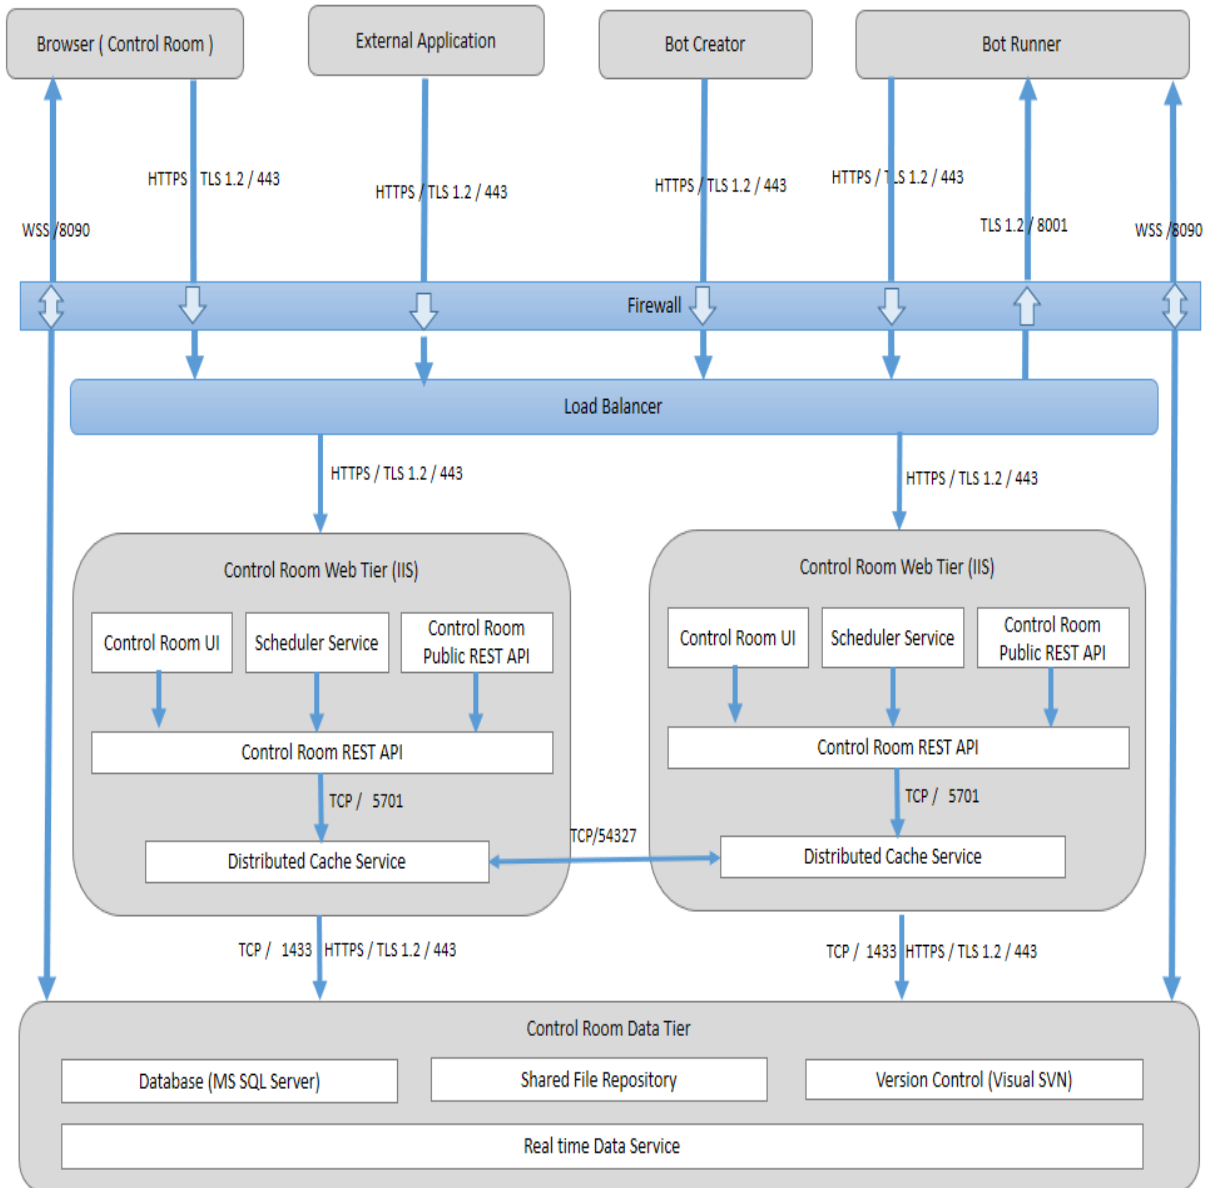 Browser ( Control Room )
External Application
Bot Creator
Bot Runner
HTTPS / TLS 1.2 / 443
HTTPS / TLS 1.2 / 443
HTTPS / TLS 1.2 / 443
HTTPS / TLS 1.2 / 443
WSS /8090
TLS 1.2 / 8001
WSS /8090
Firewall
Load Balancer
HTTPS / TLS 1.2 / 443
HTTPS / TLS 1.2 / 443
Control Room Web Tier (IIS)
Control Room UI
Scheduler Service
Control Room
Public REST API
Control Room REST API
TCP / 5701
Distributed Cache Service
TCP/54327
Control Room Web Tier (IIS)
Control Room UI
Scheduler Service
Control Room
Public REST API
Control Room REST API
TCP / 5701
Distributed Cache Service
TCP / 1433
HTTPS / TLS 1.2 / 443
TCP / 1433
HTTPS / TLS 1.2 / 443
Control Room Data Tier
Database (MS SQL Server)
Shared File Repository
Version Control (Visual SVN)
Real time Data Service